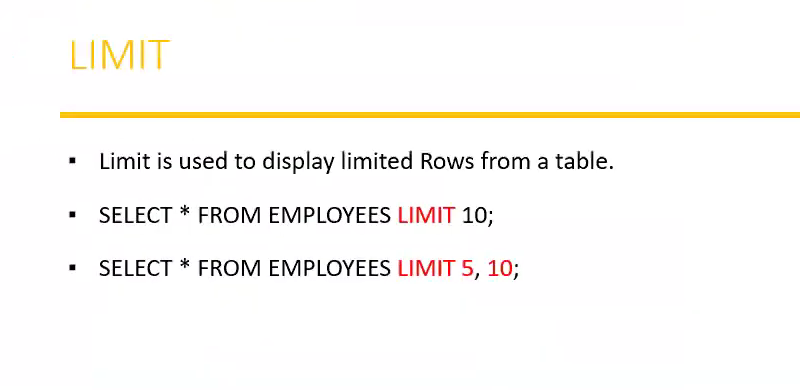 LIMIT
▪ Limit is used to display limited Rows from a table.
▪ SELECT * FROM EMPLOYEES LIMIT 10;
▪ SELECT * FROM EMPLOYEES LIMIT 5, 10;